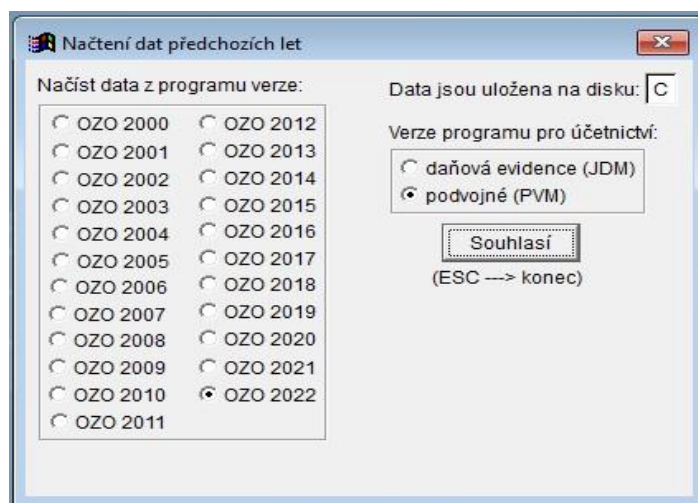 Načtení dat předchozích let
Načíst data z programu verze:
OZO 2000
OZO 2001
OZO 2002
OZO 2003
OZO 2004
OZO 2005
OZO 2006
OZO 2007
OZO 2008
OZO 2009
OZO 2010
OZO 2011
OZO 2012
OZO 2013
OZO 2014
OZO 2015
OZO 2016
OZO 2017
OZO 2018
OZO 2019
OZO 2020
OZO 2021
OZO 2022
Data jsou uložena na disku: C
Verze programu pro účetnictví:
daňová evidence (JDM)
podvojné (PVM)
Souhlasí
(ESC ---> konec)